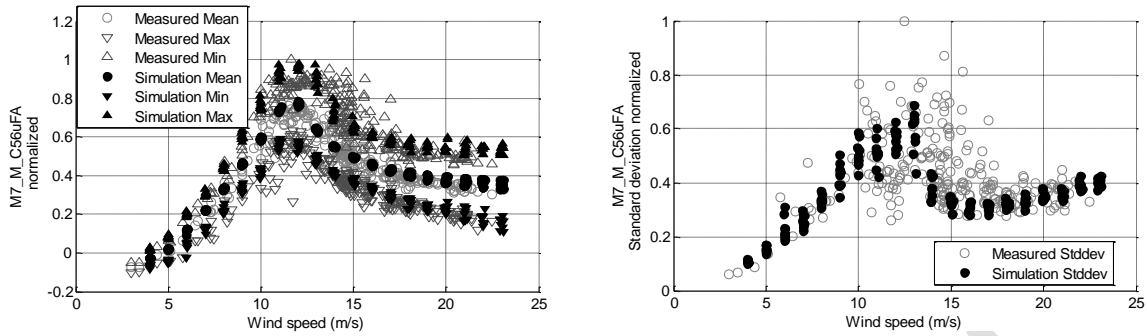 1.2
1
0.8
0.6
0.4
0.2
0
-0.2
0
5
10
15
20
25
Wind speed (m/s)
M7_M_C56uFA
normalized
Measured Mean
Measured Max
Measured Min
Simulation Mean
Simulation Min
Simulation Max
1
0.8
0.6
0.4
0.2
0
0
5
10
15
20
25
Wind speed (m/s)
M7_M_C56uFA
Standard deviation normalized
Measured Stddev
Simulation Stddev